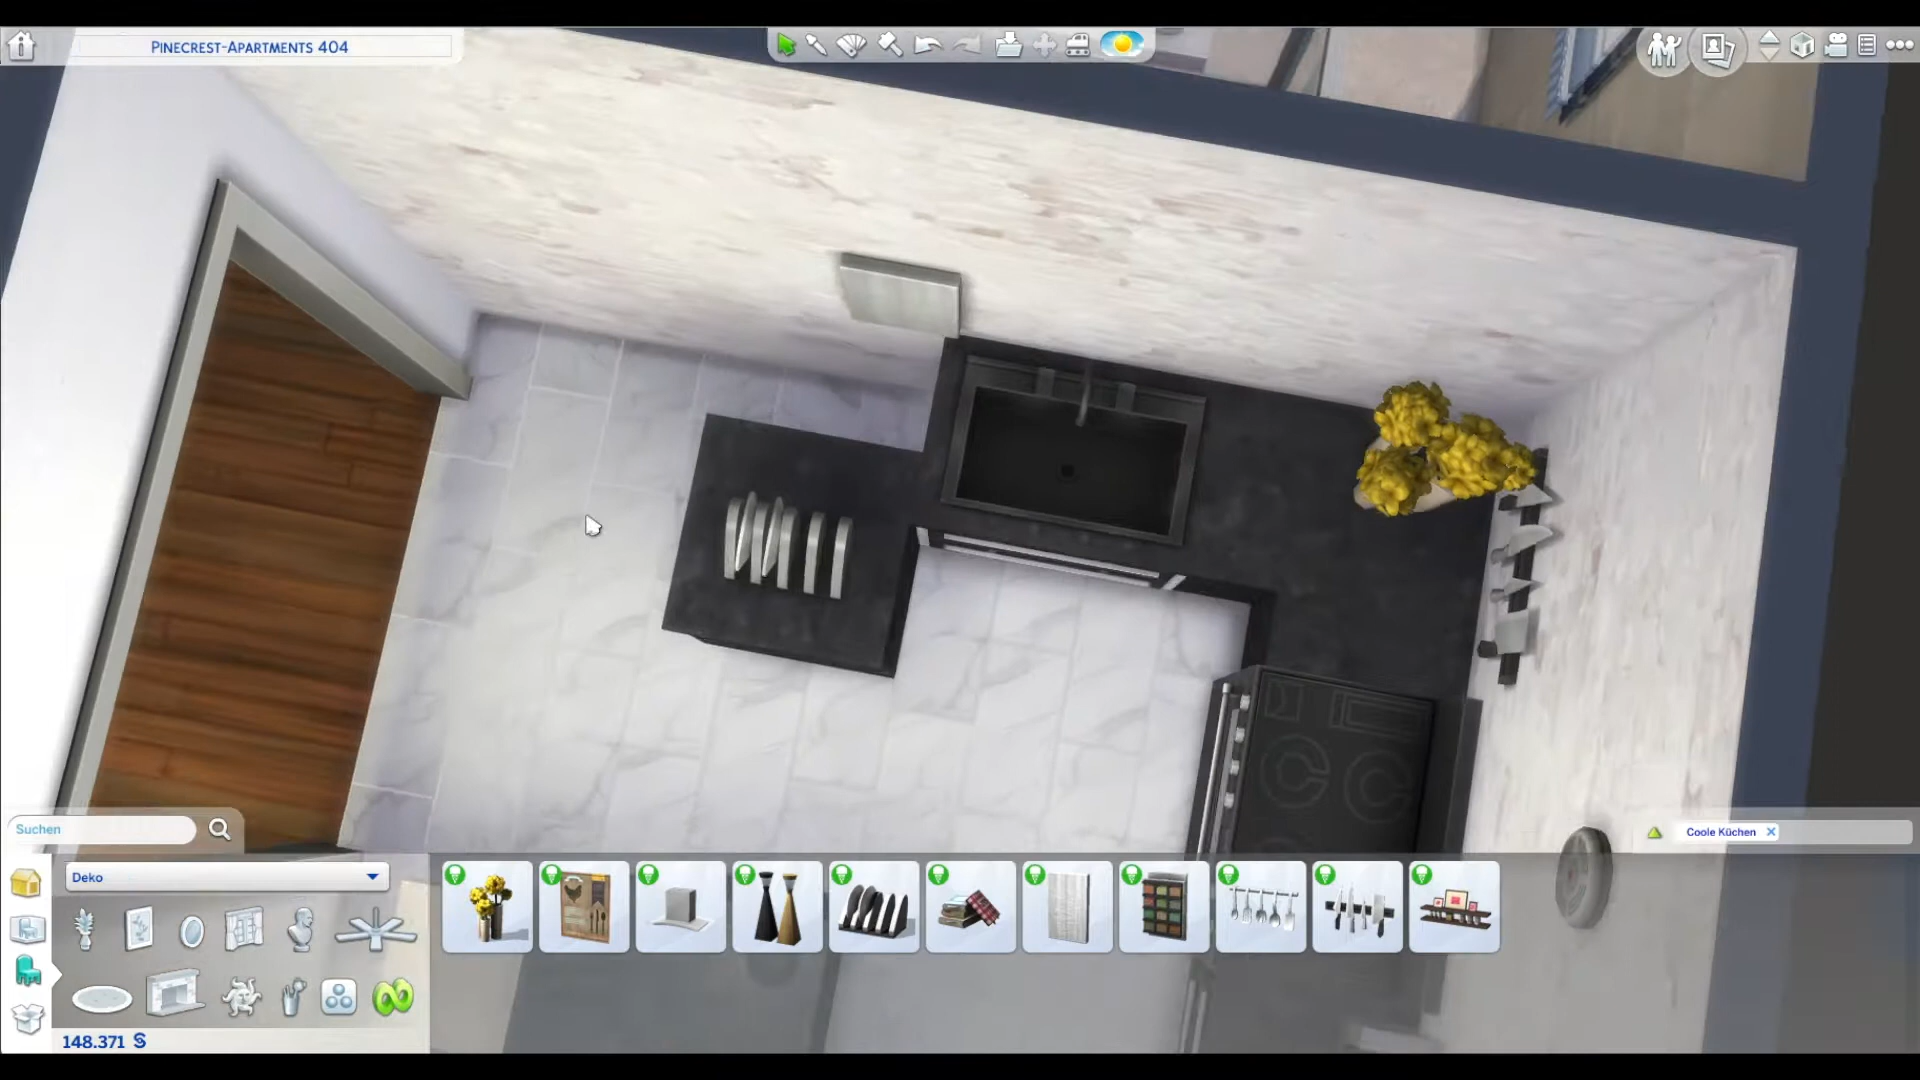 Pinecrest-Apartments 404
Suchen
Coole Küchen
Deko
148.371 S